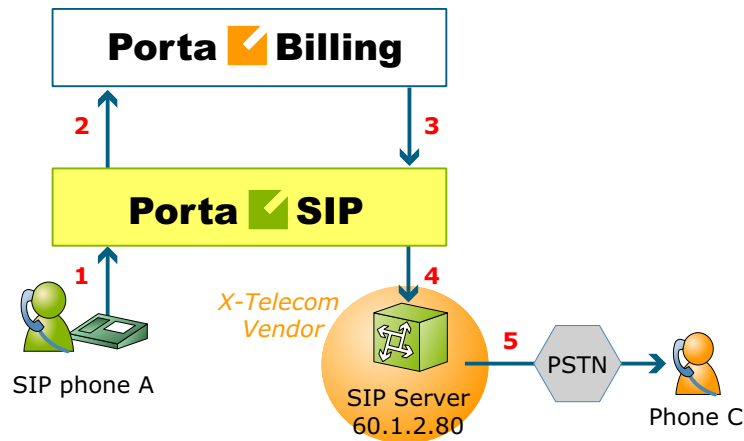 Porta Billing
2
3
Porta SIP
1
4
X-Telecom
Vendor
5
PSTN
SIP phone A
SIP Server
60.1.2.80
Phone C